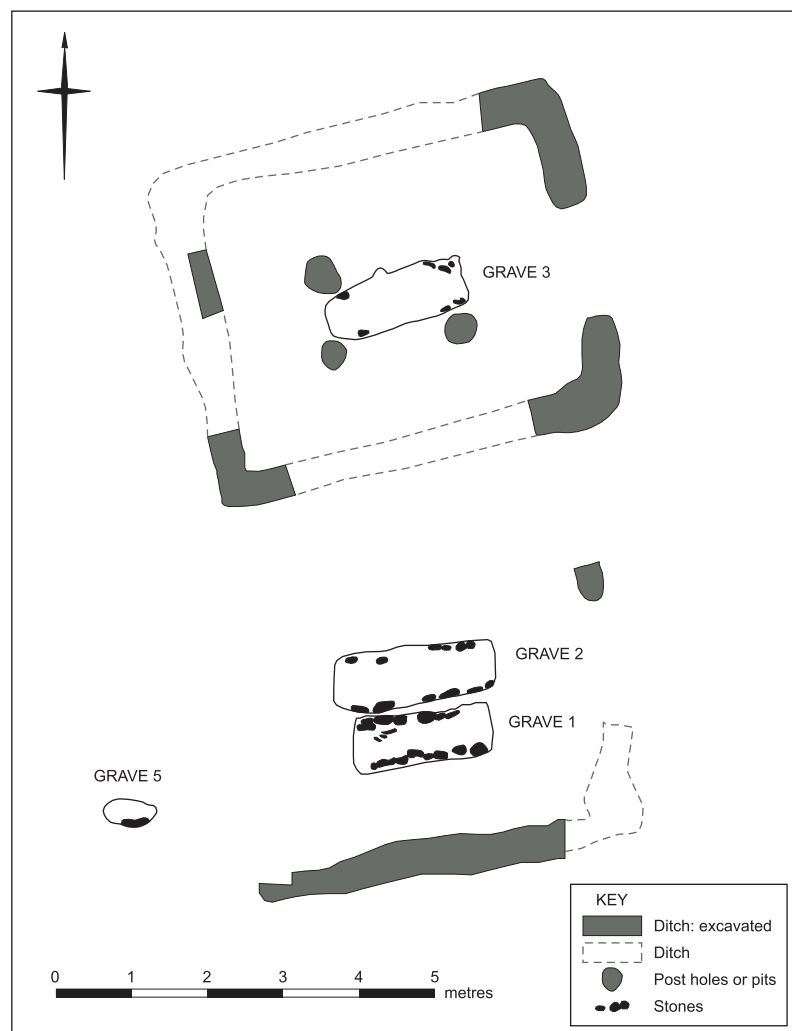 GRAVE 3
GRAVE 2
GRAVE 1
GRAVE 5
KEY
Ditch: excavated
Ditch
Post holes or pits
Stones
0 1 2 3 4 5
metres